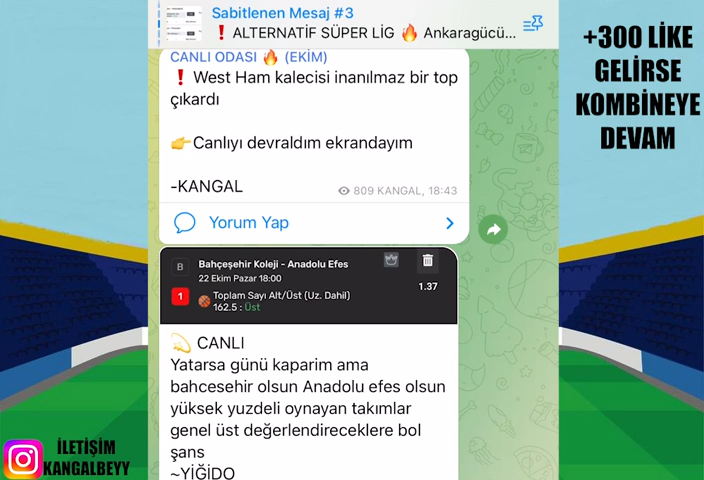 Sabitlenen Mesaj #3
❗ ALTERNATİF SÜPER LİG 🔥 Ankaragücü...
CANLI ODASI 🔥 (EKİM)
❗ West Ham kalecisi inanılmaz bir top
çıkardı
👉Canlıyı devraldım ekrandayım
-KANGAL
809 KANGAL, 18:43
Yorum Yap
B
Bahçeşehir Koleji - Anadolu Efes
22 Ekim Pazar 18:00
1
Toplam Sayı Alt/Üst (Uz. Dahil)
1.37
162.5 : Üst
💫 CANLI
Yatarsa günü kaparim ama
bahcesehir olsun Anadolu efes olsun
yüksek yuzdeli oynayan takımlar
genel üst değerlendireceklere bol
şans
~YİĞİDO
+300 LİKE
GELİRSE
KOMBİNEYE
DEVAM
İLETİŞİM
KANGALBEYY